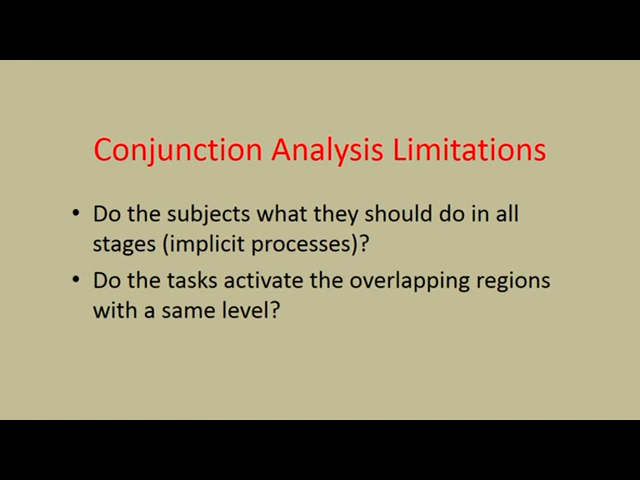 Conjunction Analysis Limitations
• Do the subjects what they should do in all
stages (implicit processes)?
• Do the tasks activate the overlapping regions
with a same level?